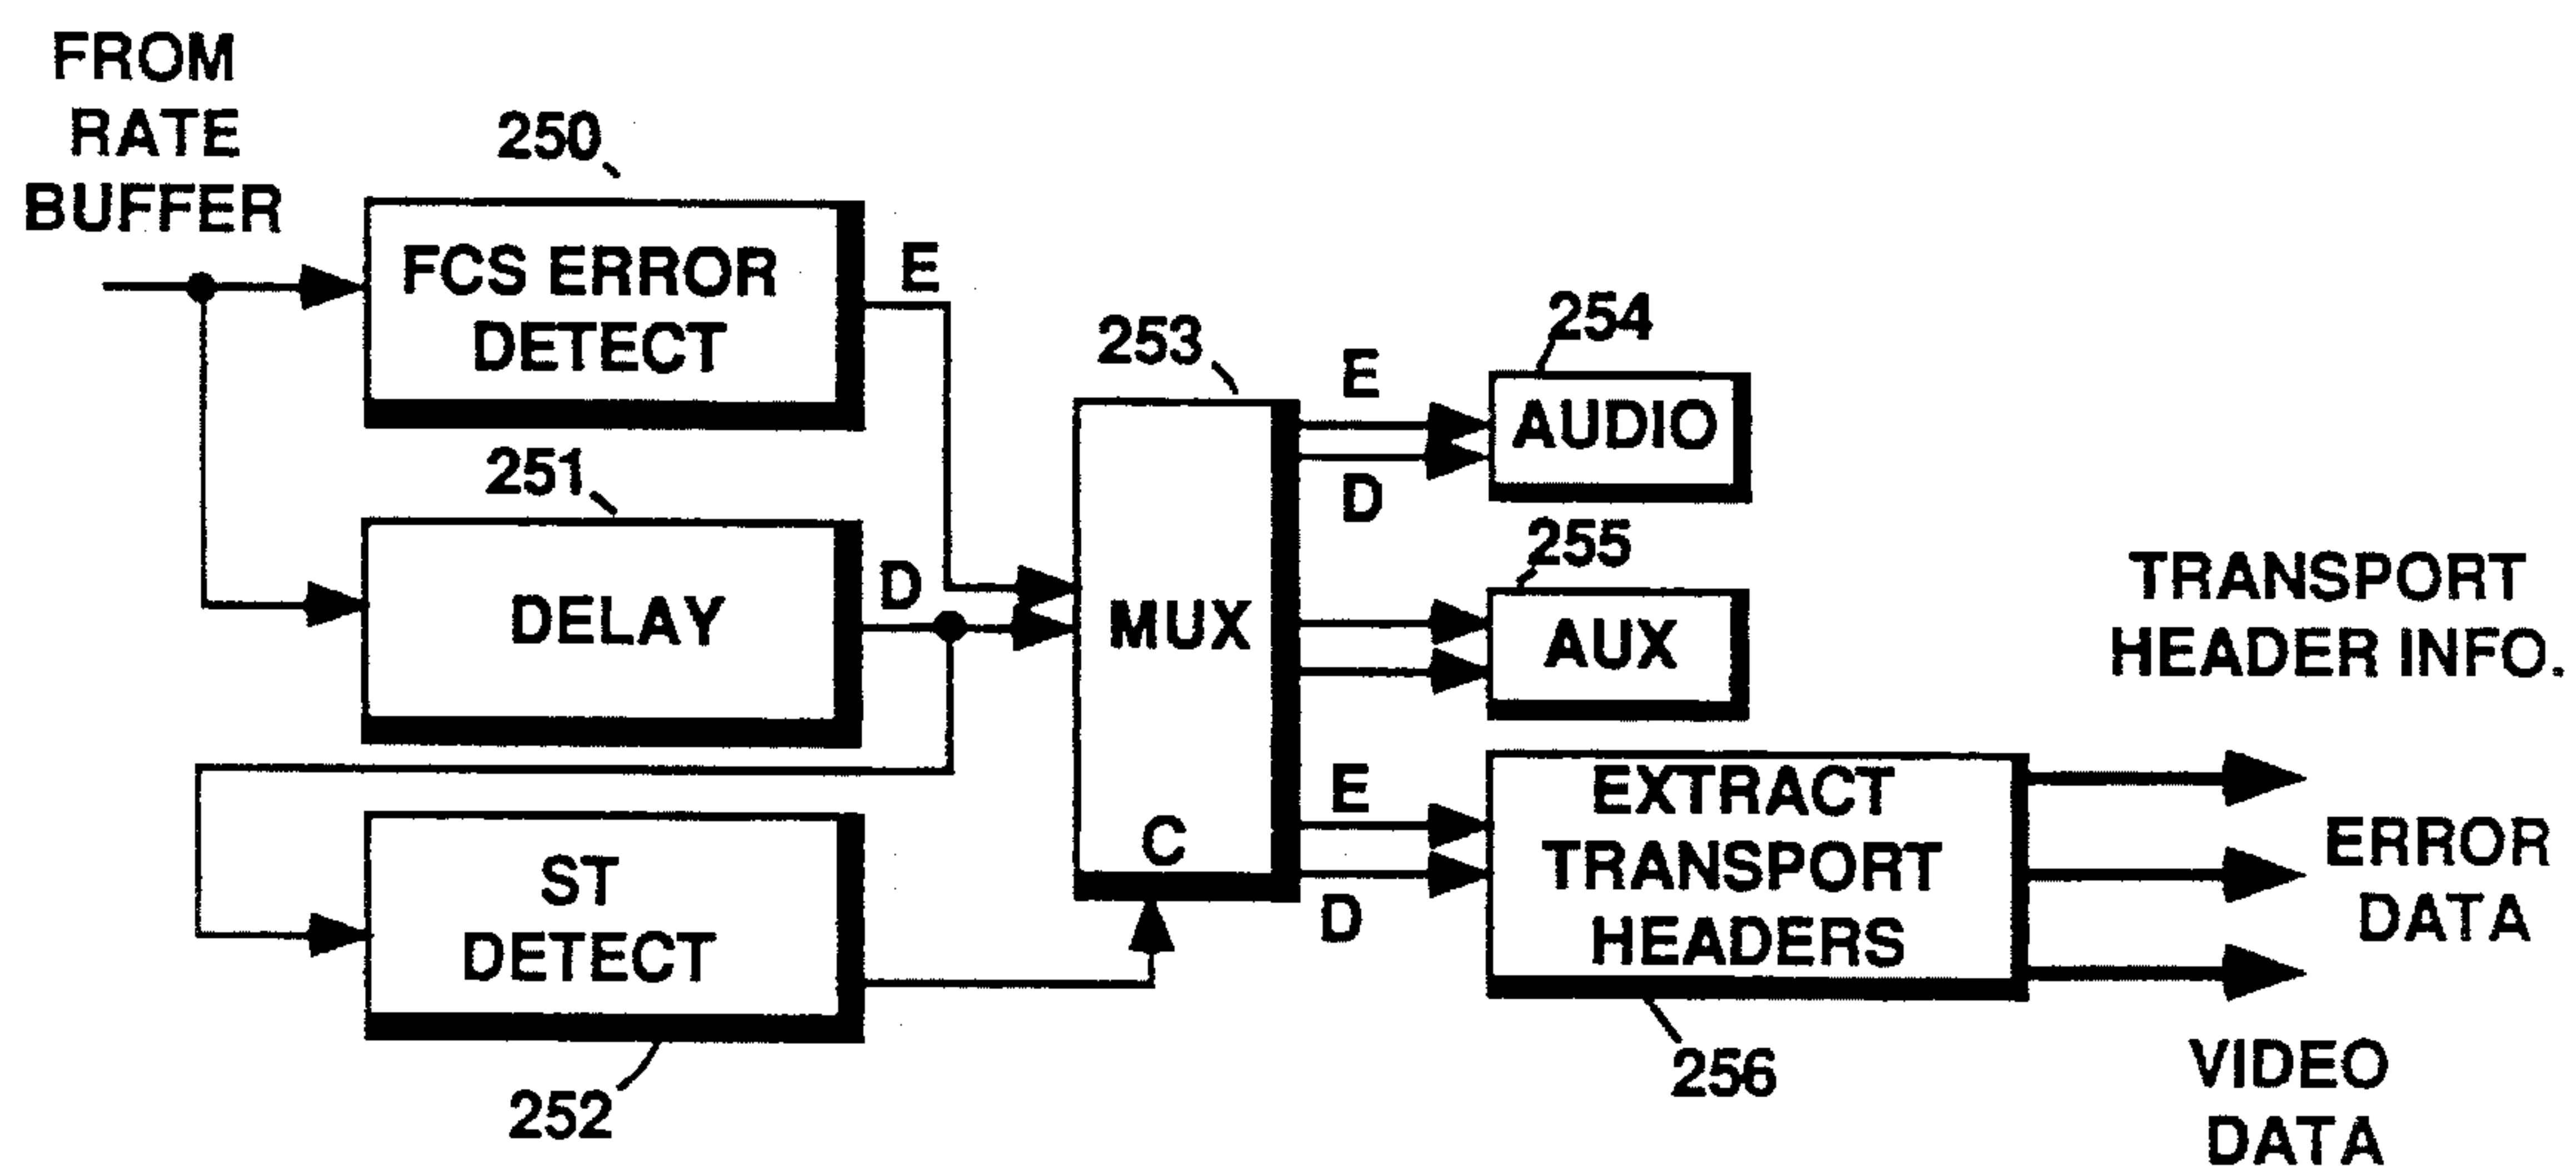 FROM
RATE
BUFFER
250
FCS ERROR
DETECT
E
251
DELAY
D
ST
DETECT
252
253
MUX
C
E
D
254
AUDIO
255
AUX
E
D
EXTRACT
TRANSPORT
HEADERS
256
TRANSPORT
HEADER INFO.
ERROR
DATA
VIDEO
DATA